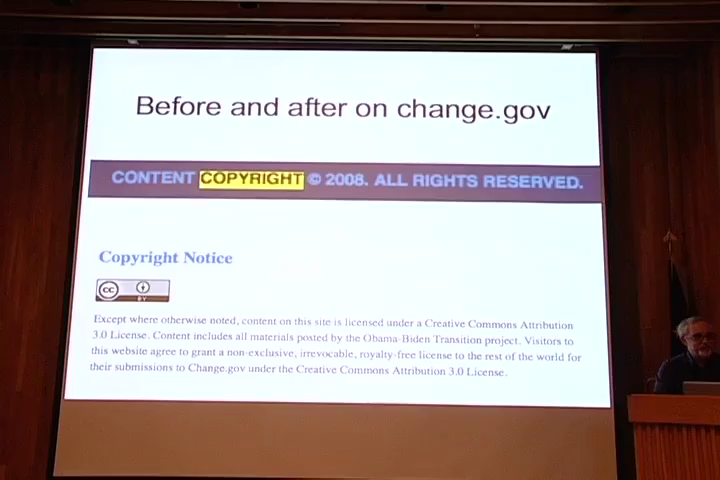 Before and after on change.gov
CONTENT COPYRIGHT © 2008. ALL RIGHTS RESERVED.
Copyright Notice
cc
BY
Except where otherwise noted, content on this site is licensed under a Creative Commons Attribution
3.0 License. Content includes all materials posted by the Obama-Biden Transition project. Visitors to
this website agree to grant a non-exclusive, irrevocable, royalty-free license to the rest of the world for
their submissions to Change.gov under the Creative Commons Attribution 3.0 License.